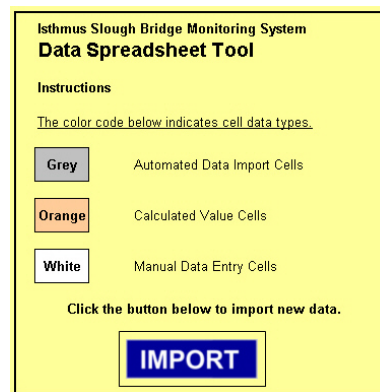 Isthmus Slough Bridge Monitoring System
Data Spreadsheet Tool
Instructions
The color code below indicates cell data types.
Grey Automated Data Import Cells
Orange Calculated Value Cells
White Manual Data Entry Cells
Click the button below to import new data.
IMPORT